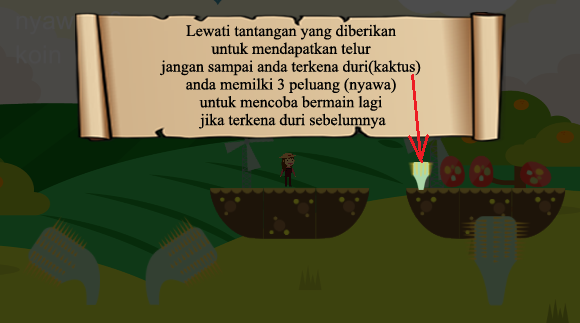 nyawa
koin
Lewati tantangan yang diberikan
untuk mendapatkan telur
jangan sampai anda terkena duri(kaktus)
anda memilki 3 peluang (nyawa)
untuk mencoba bermain lagi
jika terkena duri sebelumnya